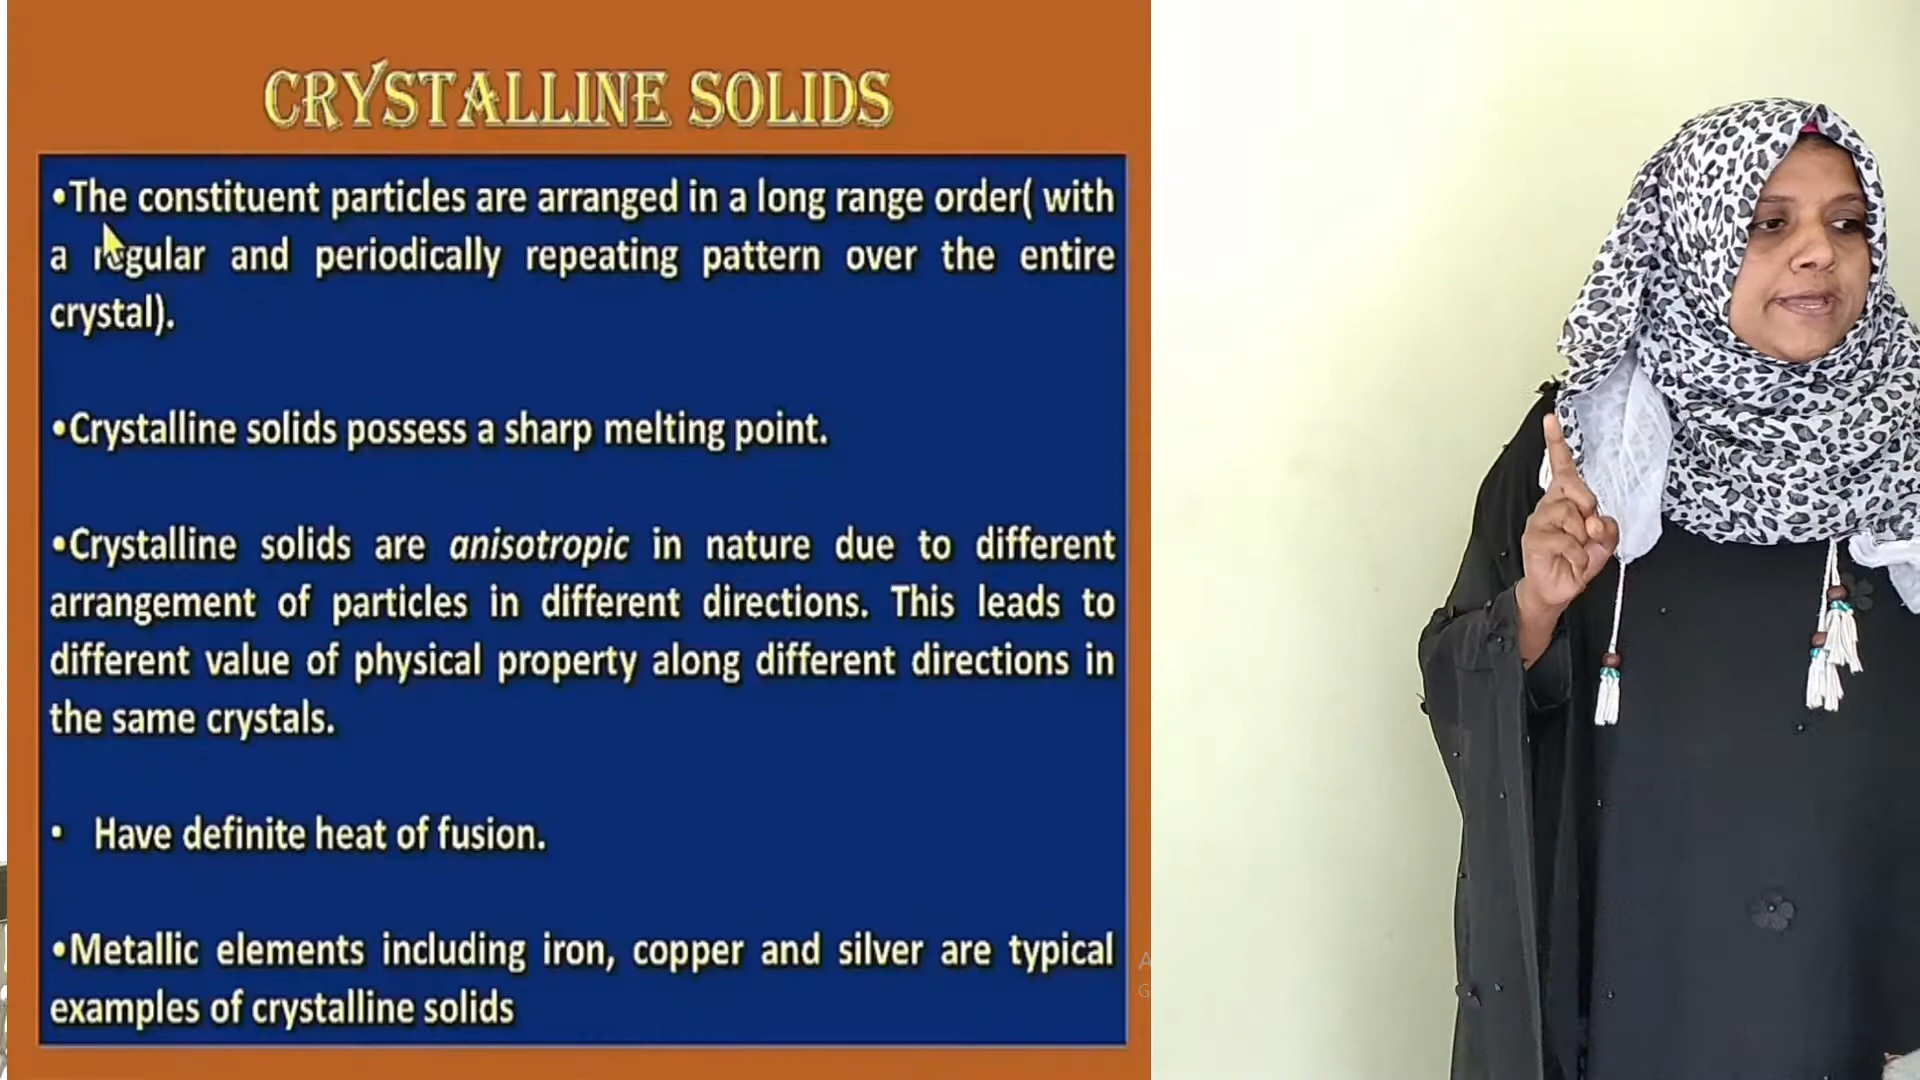 CRYSTALLINE SOLIDS
•The constituent particles are arranged in a long range order( with
a regular and periodically repeating pattern over the entire
crystal).
•Crystalline solids possess a sharp melting point.
•Crystalline solids are anisotropic in nature due to different
arrangement of particles in different directions. This leads to
different value of physical property along different directions in
the same crystals.
• Have definite heat of fusion.
•Metallic elements including iron, copper and silver are typical
examples of crystalline solids